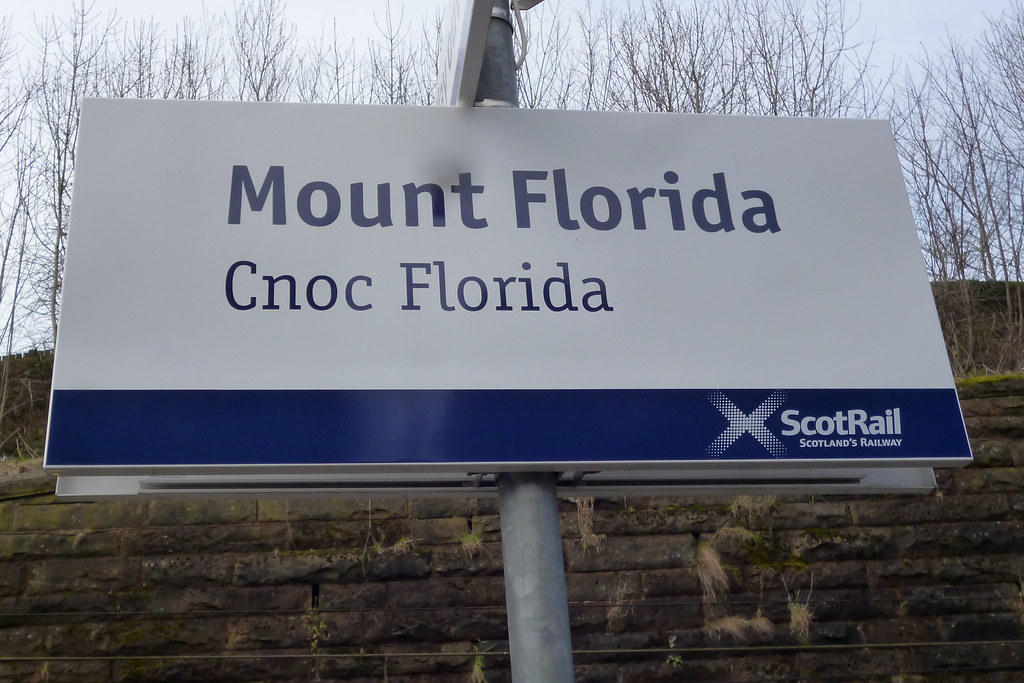 Mount Florida
Cnoc Florida
ScotRail
SCOTLAND'S RAILWAY